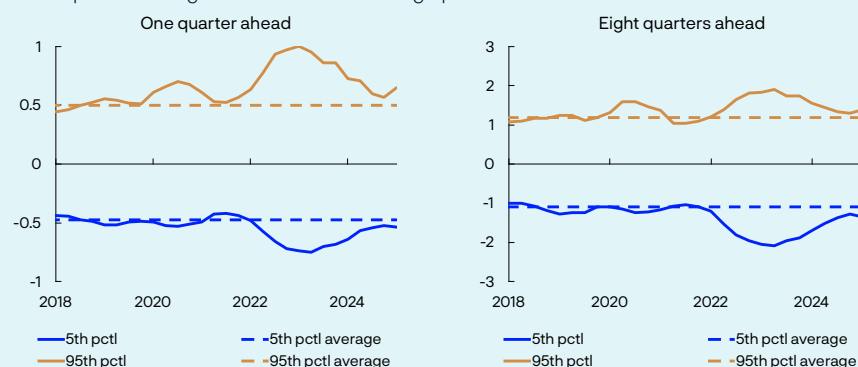 One quarter ahead
1
0.5
0
-0.5
-1
2018 2020 2022 2024
5th pctl 5th pctl average
95th pctl 95th pctl average
Eight quarters ahead
3
2
1
0
-1
-2
-3
2018 2020 2022 2024
5th pctl 5th pctl average
95th pctl 95th pctl average